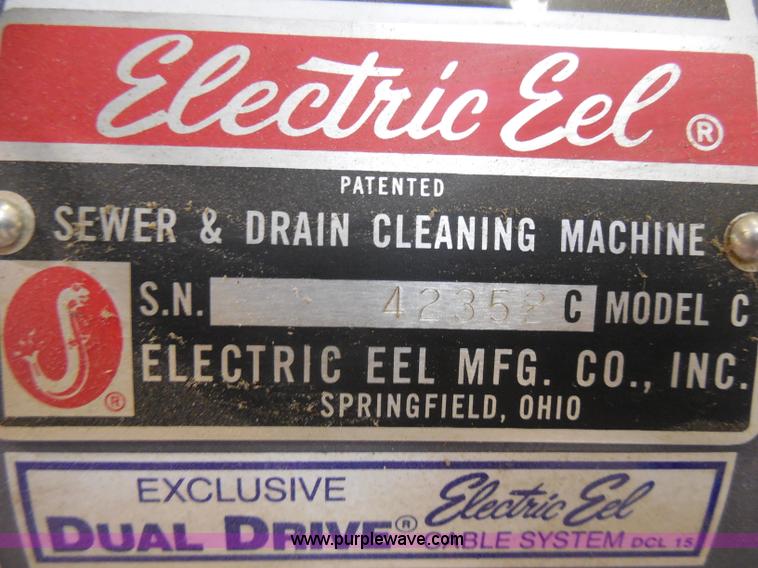 Electric Eel ®
PATENTED
SEWER & DRAIN CLEANING MACHINE
S.N. 42352 C MODEL C
ELECTRIC EEL MFG. CO., INC.
®
SPRINGFIELD, OHIO
EXCLUSIVE Electric Eel
DUAL DRIVE® CABLE SYSTEM DCL 15
www.purplewave.com